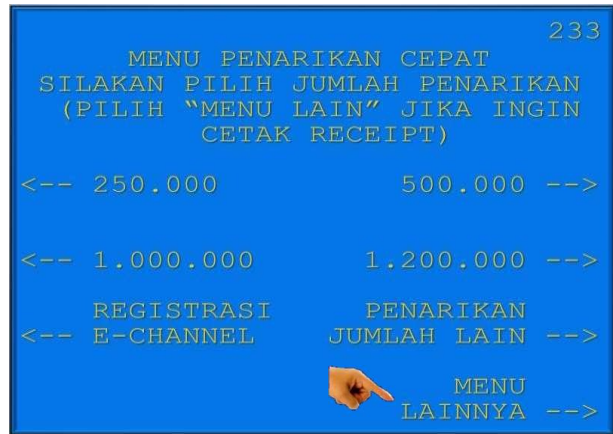 233
MENU PENARIKAN CEPAT
SILAKAN PILIH JUMLAH PENARIKAN
(PILIH “MENU LAIN” JIKA INGIN
CETAK RECEIPT)
<-- 250.000 500.000 -->
<-- 1.000.000 1.200.000 -->
REGISTRASI PENARIKAN
<-- E-CHANNEL JUMLAH LAIN -->
MENU
LAINNYA -->